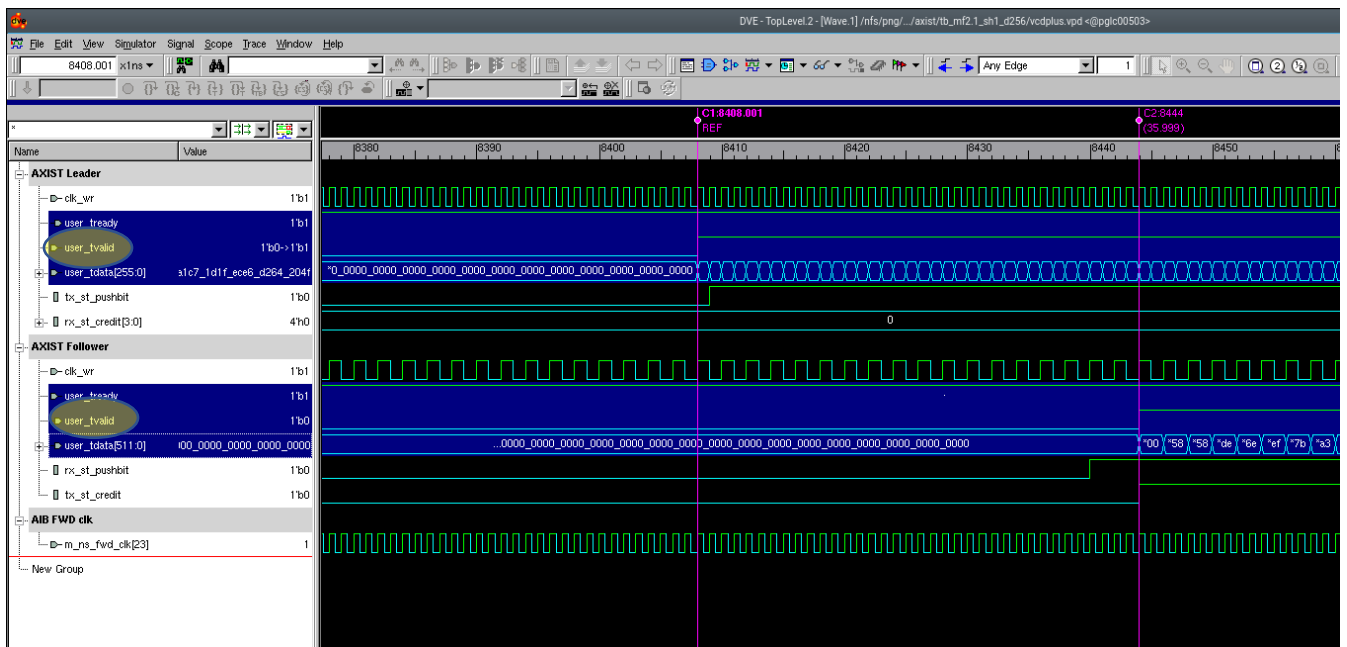 dve DVE - TopLevel.2 - [Wave.1] /nfs/png/.../axist/tb_mf2.1_sh1_d256/vcdplus.vpd <@pglc00503>
File Edit View Simulator Signal Scope Trace Window Help
8408.001 x1ns Any Edge 1
C1:8408.001 C2:8444
REF (35.999)
*
Name Value 8380 8390 8400 8410 8420 8430 8440 8450
AXIST Leader
clk_wr 1'b1
user_tready 1'b1
user_tvalid 1'b0->1'b1
user_tdata[255:0] a1c7_1d1f_ece6_d264_204f *0_0000_0000_0000_0000_0000_0000_0000_0000_0000_0000_0000
tx_st_pushbit 1'b0
rx_st_credit[3:0] 4'h0 0
AXIST Follower
clk_wr 1'b1
user_tready 1'b1
user_tvalid 1'b0
user_tdata[511:0] 00_0000_0000_0000_0000 ...0000_0000_0000_0000_0000_0000_0000_0000_0000_0000_0000_0000_0000_0000 *00 *58 *58 *de *6e *ef *7b *a3
rx_st_pushbit 1'b0
tx_st_credit 1'b0
AIB FWD clk
m_ns_fwd_clk[23] 1
New Group